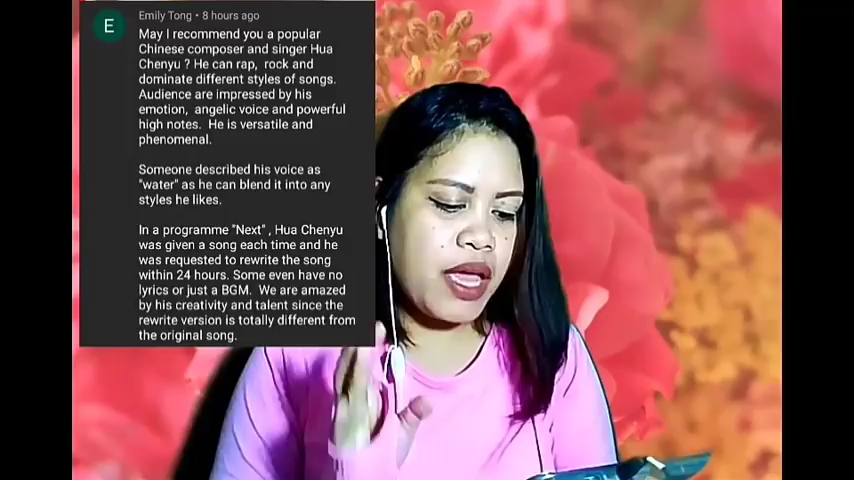 E
Emily Tong • 8 hours ago
May I recommend you a popular
Chinese composer and singer Hua
Chenyu ? He can rap, rock and
dominate different styles of songs.
Audience are impressed by his
emotion, angelic voice and powerful
high notes. He is versatile and
phenomenal.
Someone described his voice as
"water" as he can blend it into any
styles he likes.
In a programme "Next" , Hua Chenyu
was given a song each time and he
was requested to rewrite the song
within 24 hours. Some even have no
lyrics or just a BGM. We are amazed
by his creativity and talent since the
rewrite version is totally different from
the original song.